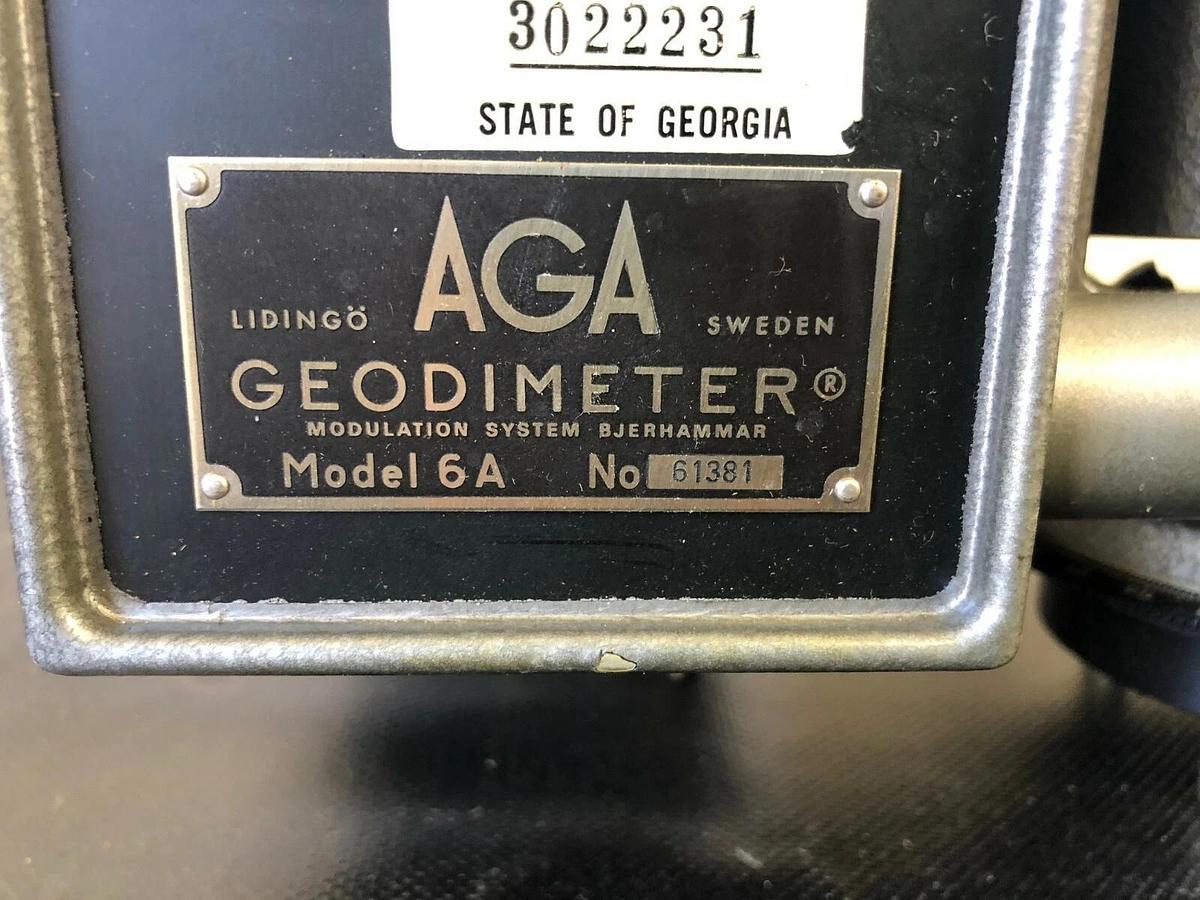 3022231
STATE OF GEORGIA
AGA
LIDINGÖ SWEDEN
GEODIMETER®
MODULATION SYSTEM BJERHAMMAR
Model 6A No 61381